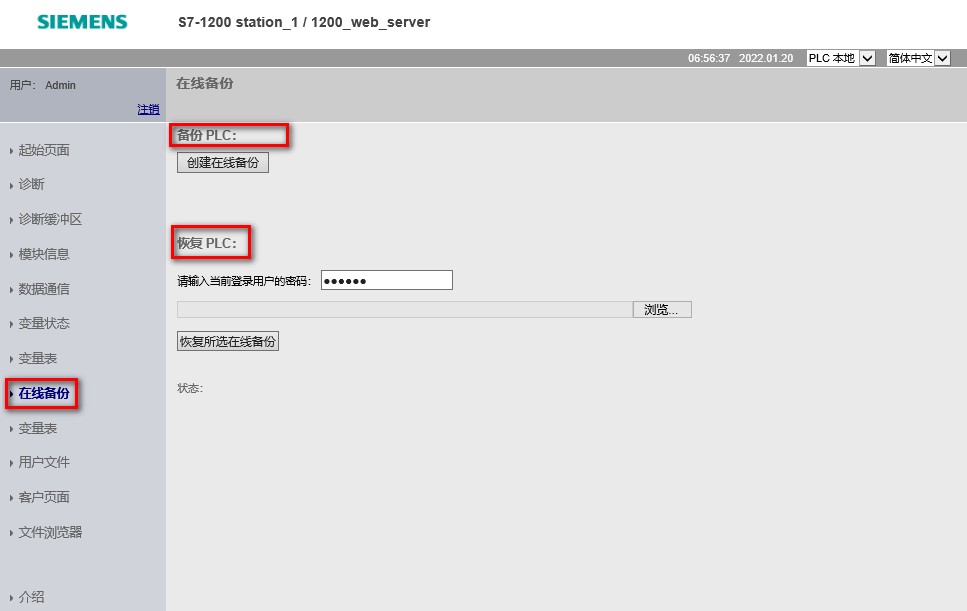 SIEMENS
S7-1200 station_1 / 1200_web_server
06:56:37 2022.01.20 PLC 本地 简体中文
用户: Admin
注销
在线备份
备份 PLC:
创建在线备份
恢复 PLC:
请输入当前登录用户的密码: ●●●●●●
浏览...
恢复所选在线备份
状态:
起始页面
诊断
诊断缓冲区
模块信息
数据通信
变量状态
变量表
在线备份
变量表
用户文件
客户页面
文件浏览器
介绍